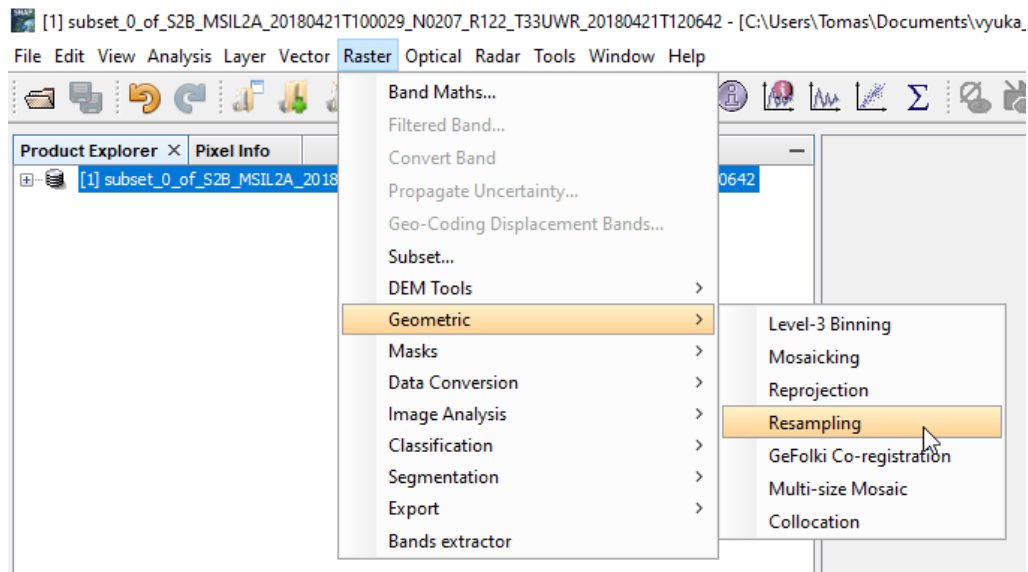 [1] subset_0_of_S2B_MSIL2A_20180421T100029_N0207_R122_T33UWR_20180421T120642 - [C:\Users\Tomas\Documents\vyuka_
File Edit View Analysis Layer Vector Raster Optical Radar Tools Window Help
Product Explorer × Pixel Info
[1] subset_0_of_S2B_MSIL2A_2018 0642
Band Maths...
Filtered Band...
Convert Band
Propagate Uncertainty...
Geo-Coding Displacement Bands...
Subset...
DEM Tools
Geometric
Masks
Data Conversion
Image Analysis
Classification
Segmentation
Export
Bands extractor
Level-3 Binning
Mosaicking
Reprojection
Resampling
GeFolki Co-registration
Multi-size Mosaic
Collocation